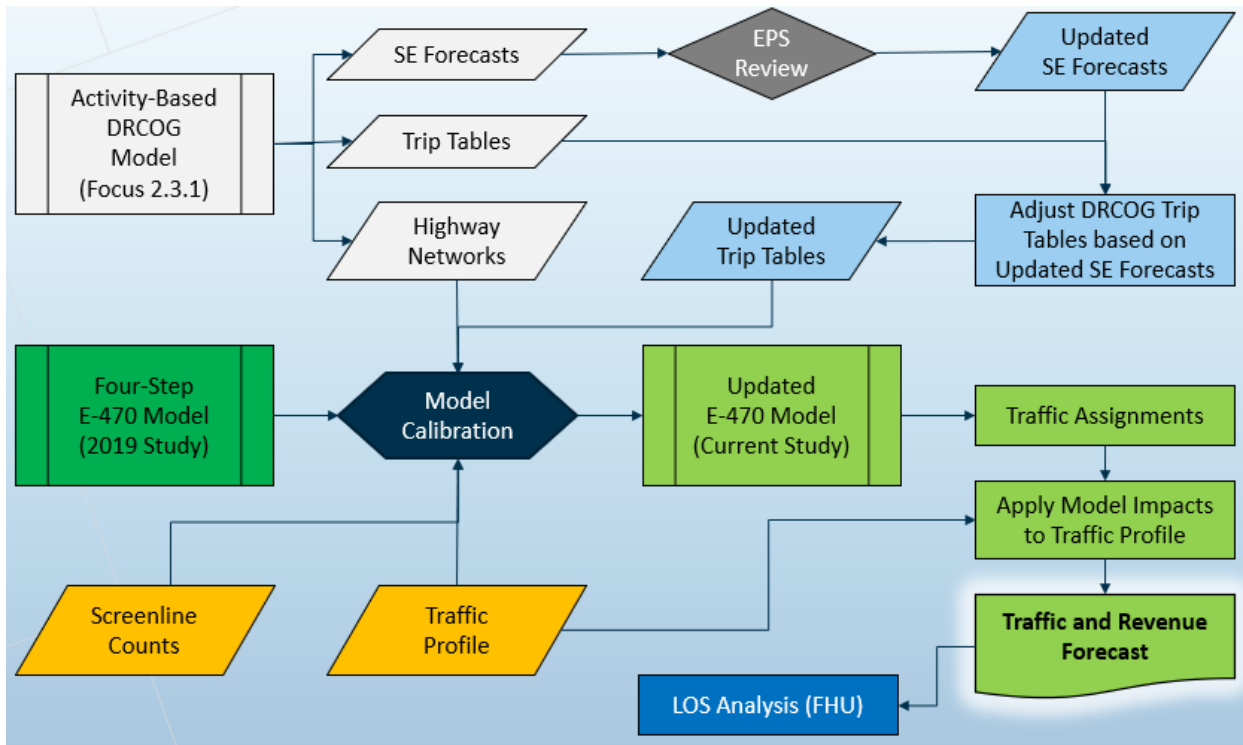 SE Forecasts
EPS
Review
Updated
SE Forecasts
Activity-Based
DRCOG
Model
(Focus 2.3.1)
Trip Tables
Highway
Networks
Updated
Trip Tables
Adjust DRCOG Trip
Tables based on
Updated SE Forecasts
Four-Step
E-470 Model
(2019 Study)
Model
Calibration
Updated
E-470 Model
(Current Study)
Traffic Assignments
Apply Model Impacts
to Traffic Profile
Screenline
Counts
Traffic
Profile
Traffic and Revenue
Forecast
LOS Analysis (FHU)